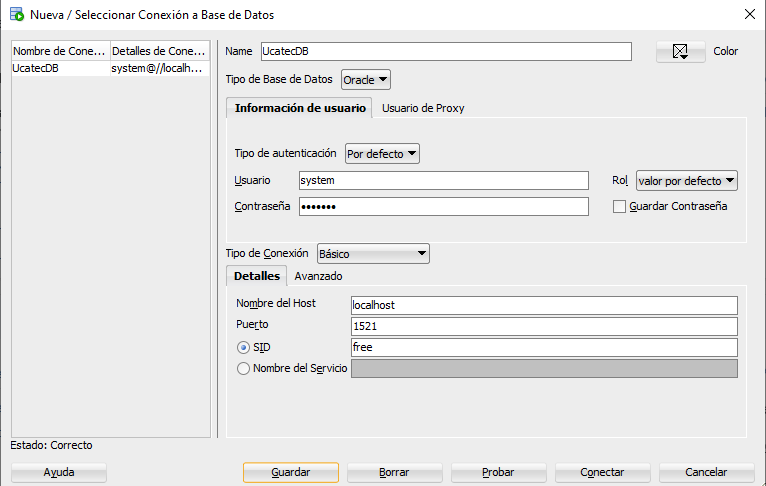 Nueva / Seleccionar Conexión a Base de Datos
Nombre de Cone... Detalles de Cone...
UcatecDB system@//localh...
Name UcatecDB Color
Tipo de Base de Datos Oracle
Información de usuario Usuario de Proxy
Tipo de autenticación Por defecto
Usuario system Rol valor por defecto
Contraseña ••••••• Guardar Contraseña
Tipo de Conexión Básico
Detalles Avanzado
Nombre del Host localhost
Puerto 1521
SID free
Nombre del Servicio
Estado: Correcto
Ayuda Guardar Borrar Probar Conectar Cancelar